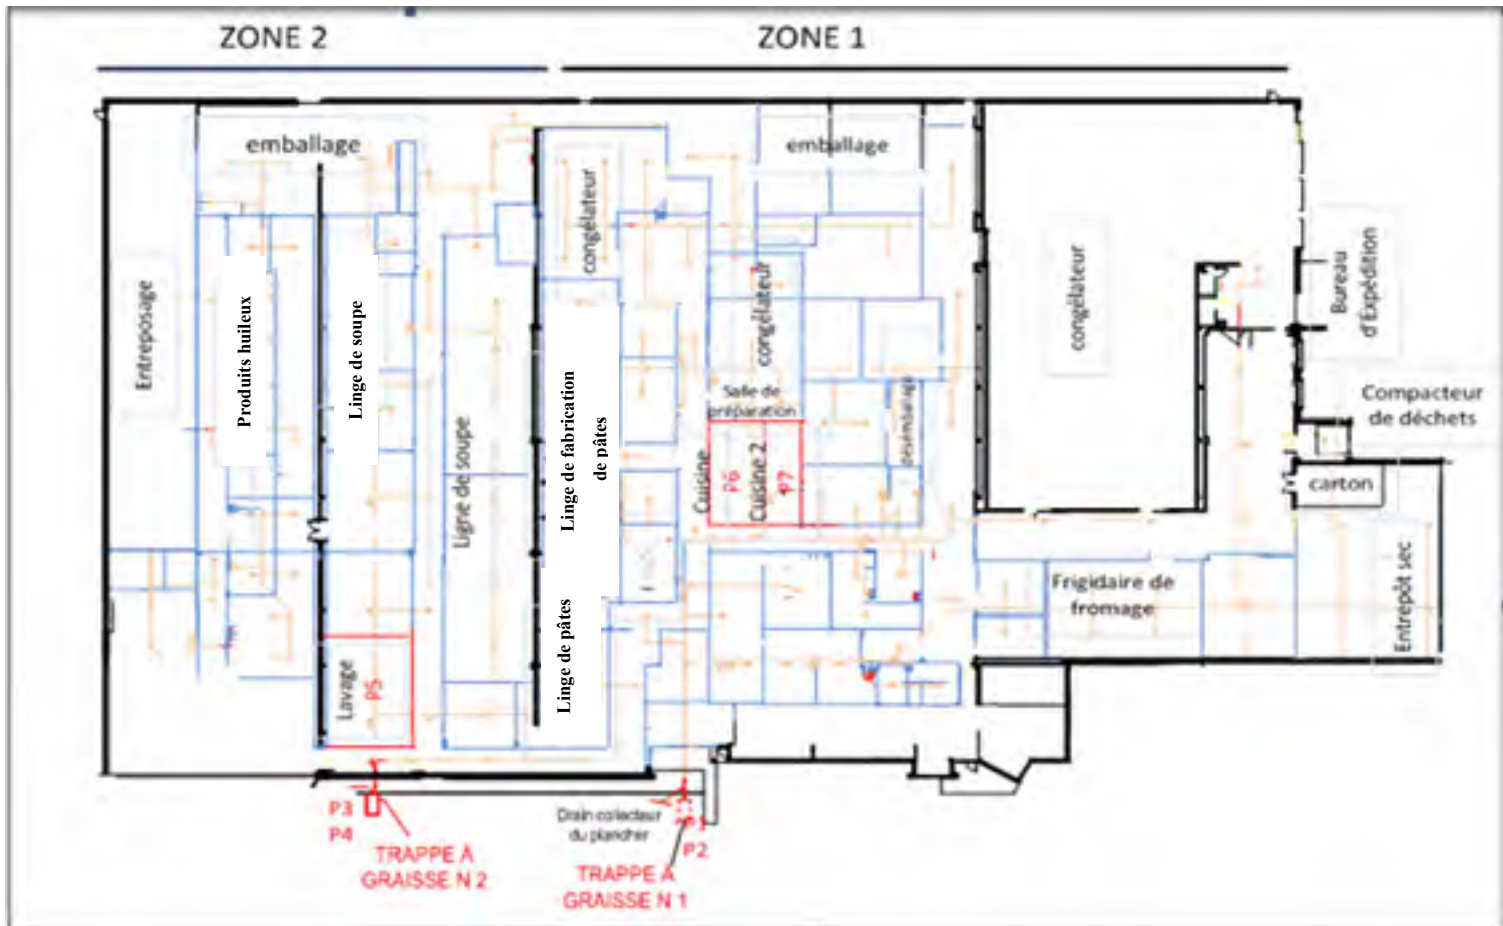 ZONE 2
ZONE 1
emballage
emballage
congélateur
Entreposage
Produits huileux
Linge de soupe
Ligne de soupe
Linge de fabrication
de pâtes
Linge de pâtes
congélateur
Salle de
préparation
Cuisine
P6
Cuisine 2
P7
désemballage
congélateur
Bureau
d'Expédition
Compacteur
de déchets
carton
Frigidaire de
fromage
Entrepôt sec
Lavage
P5
P3
P4
TRAPPE À
GRAISSE N 2
Drain collecteur
du plancher
P2
TRAPPE À
GRAISSE N 1